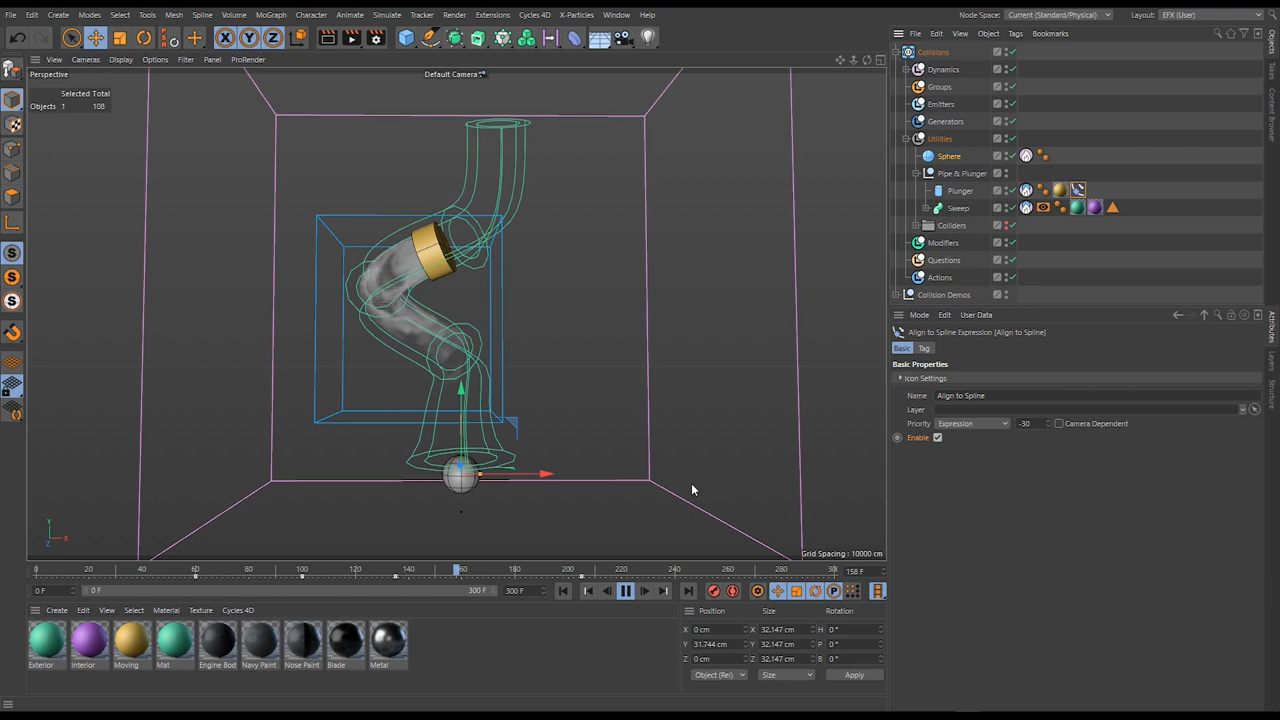 File Edit Create Modes Select Tools Mesh Spline Volume MoGraph Character Animate Simulate Tracker Render Extensions Cycles 4D X-Particles Window Help Node Space: Current (Standard/Physical) Layout: EFX (User)
View Cameras Display Options Filter Panel ProRender
File Edit View Object Tags Bookmarks
Perspective Default Camera
Selected Total
Objects 1 108
Collisions
Dynamics
Groups
Emitters
Generators
Utilities
Sphere
Pipe & Plunger
Plunger
Sweep
Colliders
Modifiers
Questions
Actions
Collision Demos
Objects
Takes
Content Browser
Mode Edit User Data
Align to Spline Expression [Align to Spline]
Basic Tag
Basic Properties
Icon Settings
Name Align to Spline
Layer
Priority Expression -30 Camera Dependent
Enable
Attributes
Layers
Structure
Y
X
Z
Grid Spacing : 10000 cm
0 20 40 60 80 100 120 140 160 180 200 220 240 260 280 300 158 F
0 F 0 F 300 F 300 F
Create Edit View Select Material Texture Cycles 4D
Exterior Interior Moving Mat Engine Bod Navy Paint Nose Paint Blade Metal
Position Size Rotation
X 0 cm X 32.147 cm H 0 °
Y 31.744 cm Y 32.147 cm P 0 °
Z 0 cm Z 32.147 cm B 0 °
Object (Rel) Size Apply